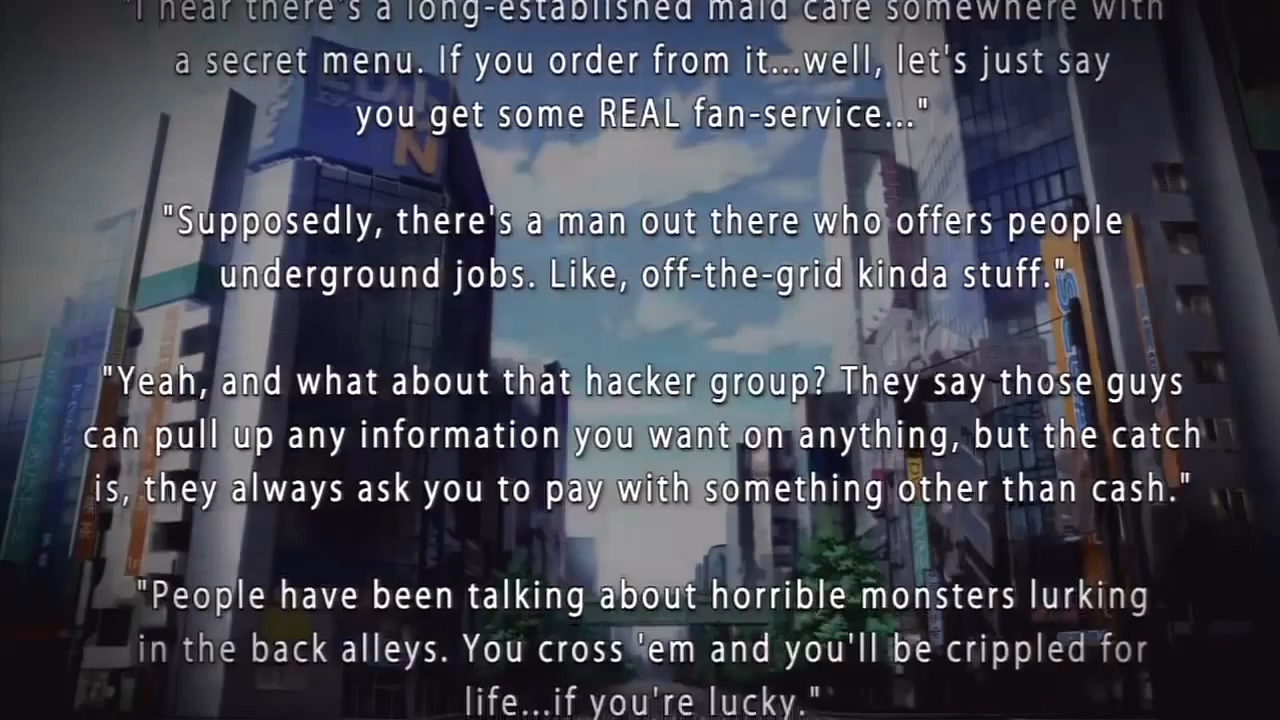 "I hear there's a long-established maid cafe somewhere with
a secret menu. If you order from it...well, let's just say
you get some REAL fan-service..."
"Supposedly, there's a man out there who offers people
underground jobs. Like, off-the-grid kinda stuff."
"Yeah, and what about that hacker group? They say those guys
can pull up any information you want on anything, but the catch
is, they always ask you to pay with something other than cash."
"People have been talking about horrible monsters lurking
in the back alleys. You cross 'em and you'll be crippled for
life...if you're lucky."